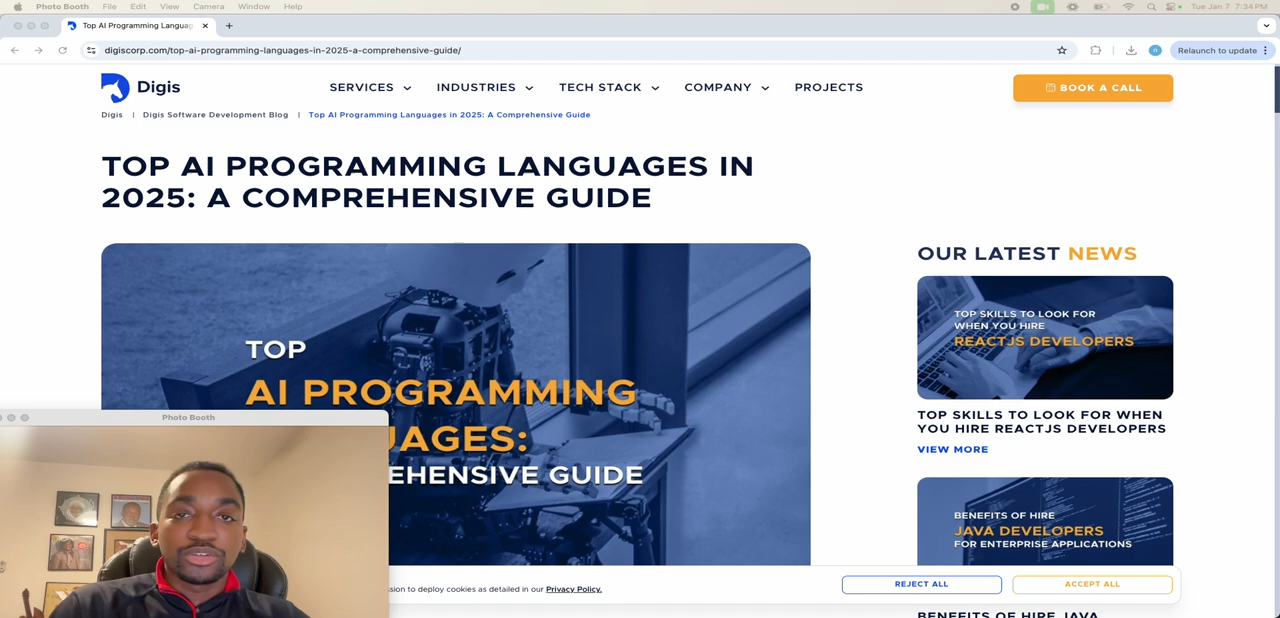 Photo Booth File Edit View Camera Window Help Tue Jan 7 7:34 PM
Top AI Programming Languag
digiscorp.com/top-ai-programming-languages-in-2025-a-comprehensive-guide/
n
Relaunch to update
Digis
SERVICES INDUSTRIES TECH STACK COMPANY PROJECTS
BOOK A CALL
Digis | Digis Software Development Blog | Top AI Programming Languages in 2025: A Comprehensive Guide
TOP AI PROGRAMMING LANGUAGES IN
2025: A COMPREHENSIVE GUIDE
TOP
AI PROGRAMMING
UAGES:
EHENSIVE GUIDE
OUR LATEST NEWS
TOP SKILLS TO LOOK FOR
WHEN YOU HIRE
REACTJS DEVELOPERS
TOP SKILLS TO LOOK FOR WHEN
YOU HIRE REACTJS DEVELOPERS
VIEW MORE
BENEFITS OF HIRE
JAVA DEVELOPERS
FOR ENTERPRISE APPLICATIONS
BENEFITS OF HIRE JAVA
Photo Booth
sion to deploy cookies as detailed in our Privacy Policy.
REJECT ALL
ACCEPT ALL